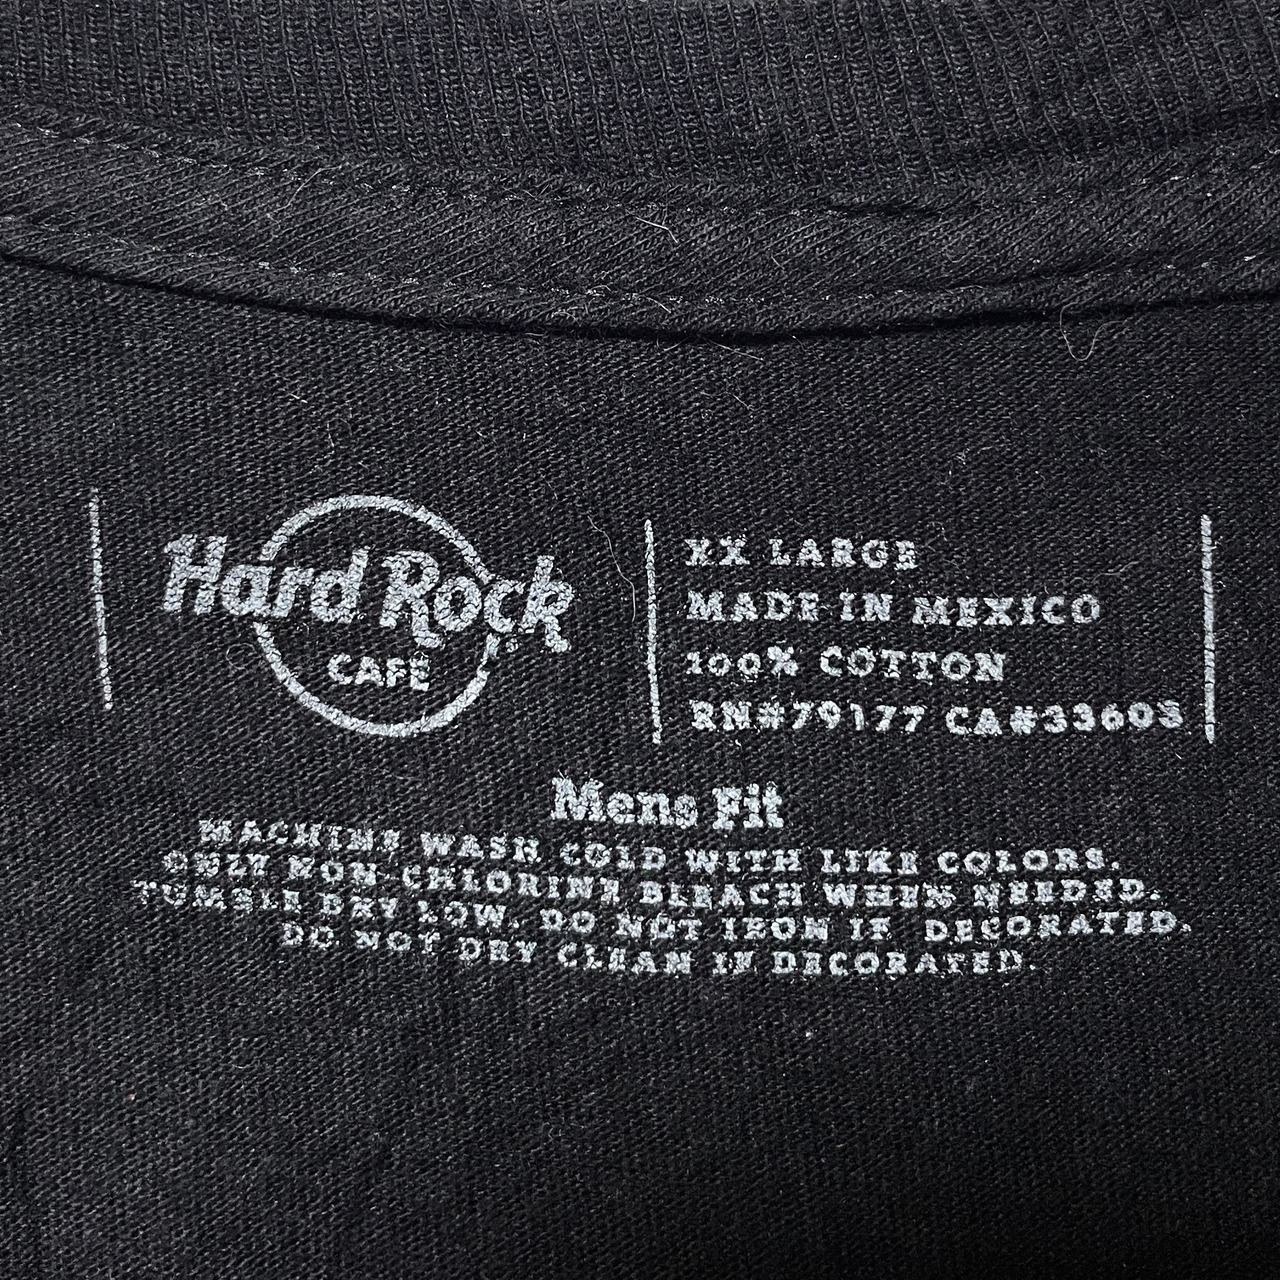 Hard Rock
CAFE
XX LARGE
MADE IN MEXICO
100% COTTON
RN#79177 CA#33603
Mens Fit
MACHINE WASH COLD WITH LIKE COLORS.
ONLY NON-CHLORINE BLEACH WHEN NEEDED.
TUMBLE DRY LOW. DO NOT IRON IF DECORATED.
DO NOT DRY CLEAN IF DECORATED.